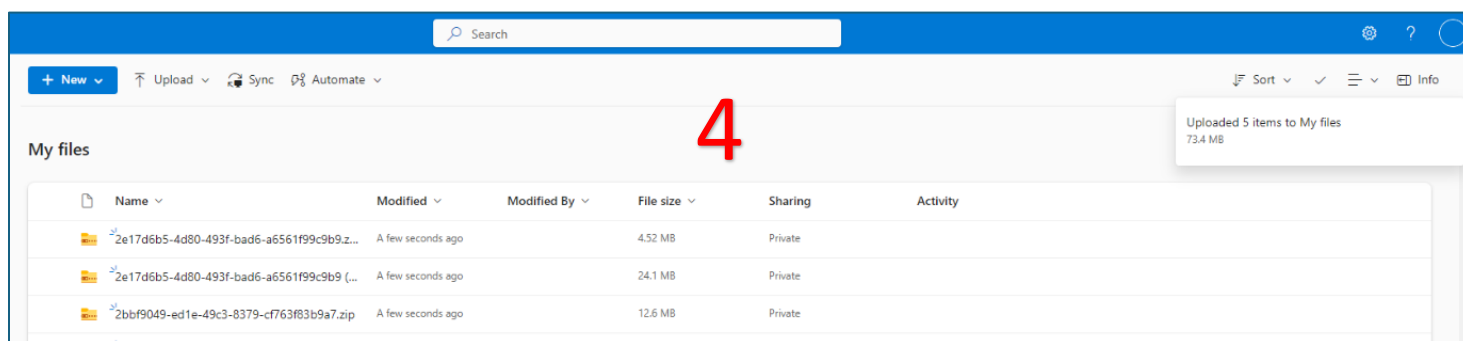 Search ?
+ New Upload Sync Automate Sort Info
4
Uploaded 5 items to My files
73.4 MB
My files
Name Modified Modified By File size Sharing Activity
2e17d6b5-4d80-493f-bad6-a6561f99c9b9.z... A few seconds ago 4.52 MB Private
2e17d6b5-4d80-493f-bad6-a6561f99c9b9 (... A few seconds ago 24.1 MB Private
2bbf9049-ed1e-49c3-8379-cf763f83b9a7.zip A few seconds ago 12.6 MB Private